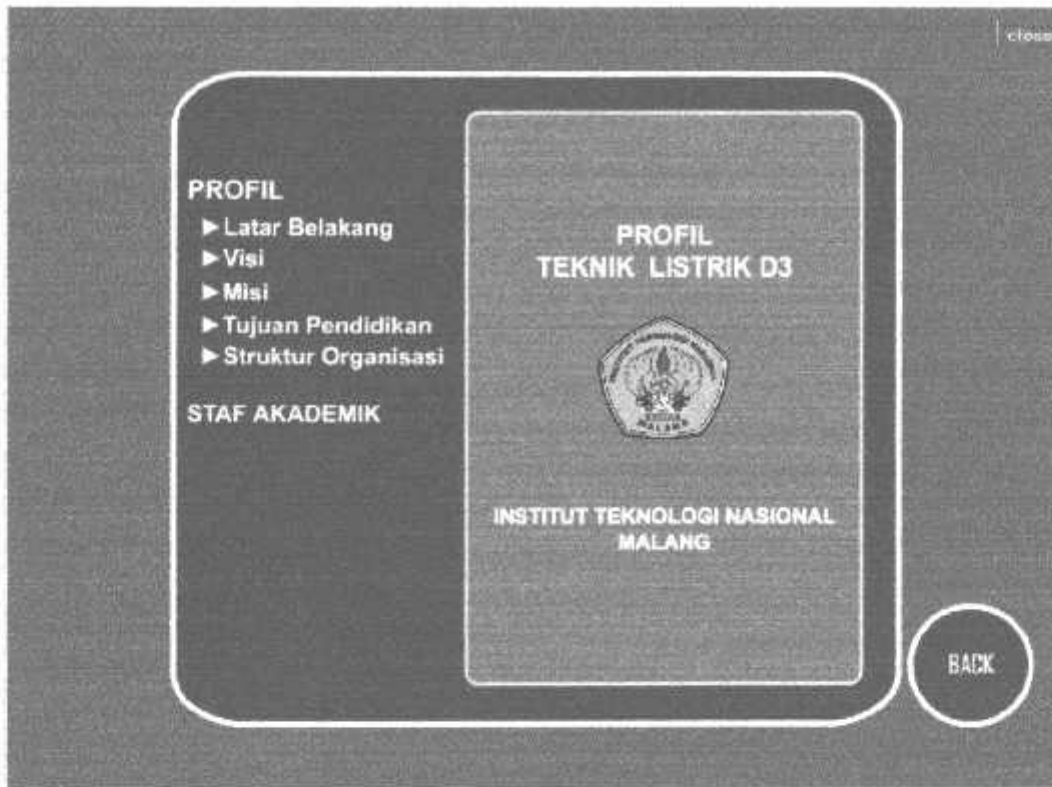 close
PROFIL
►Latar Belakang
►Visi
►Misi
►Tujuan Pendidikan
►Struktur Organisasi
STAF AKADEMIK
PROFIL
TEKNIK LISTRIK D3
MALANG
INSTITUT TEKNOLOGI NASIONAL
MALANG
BACK